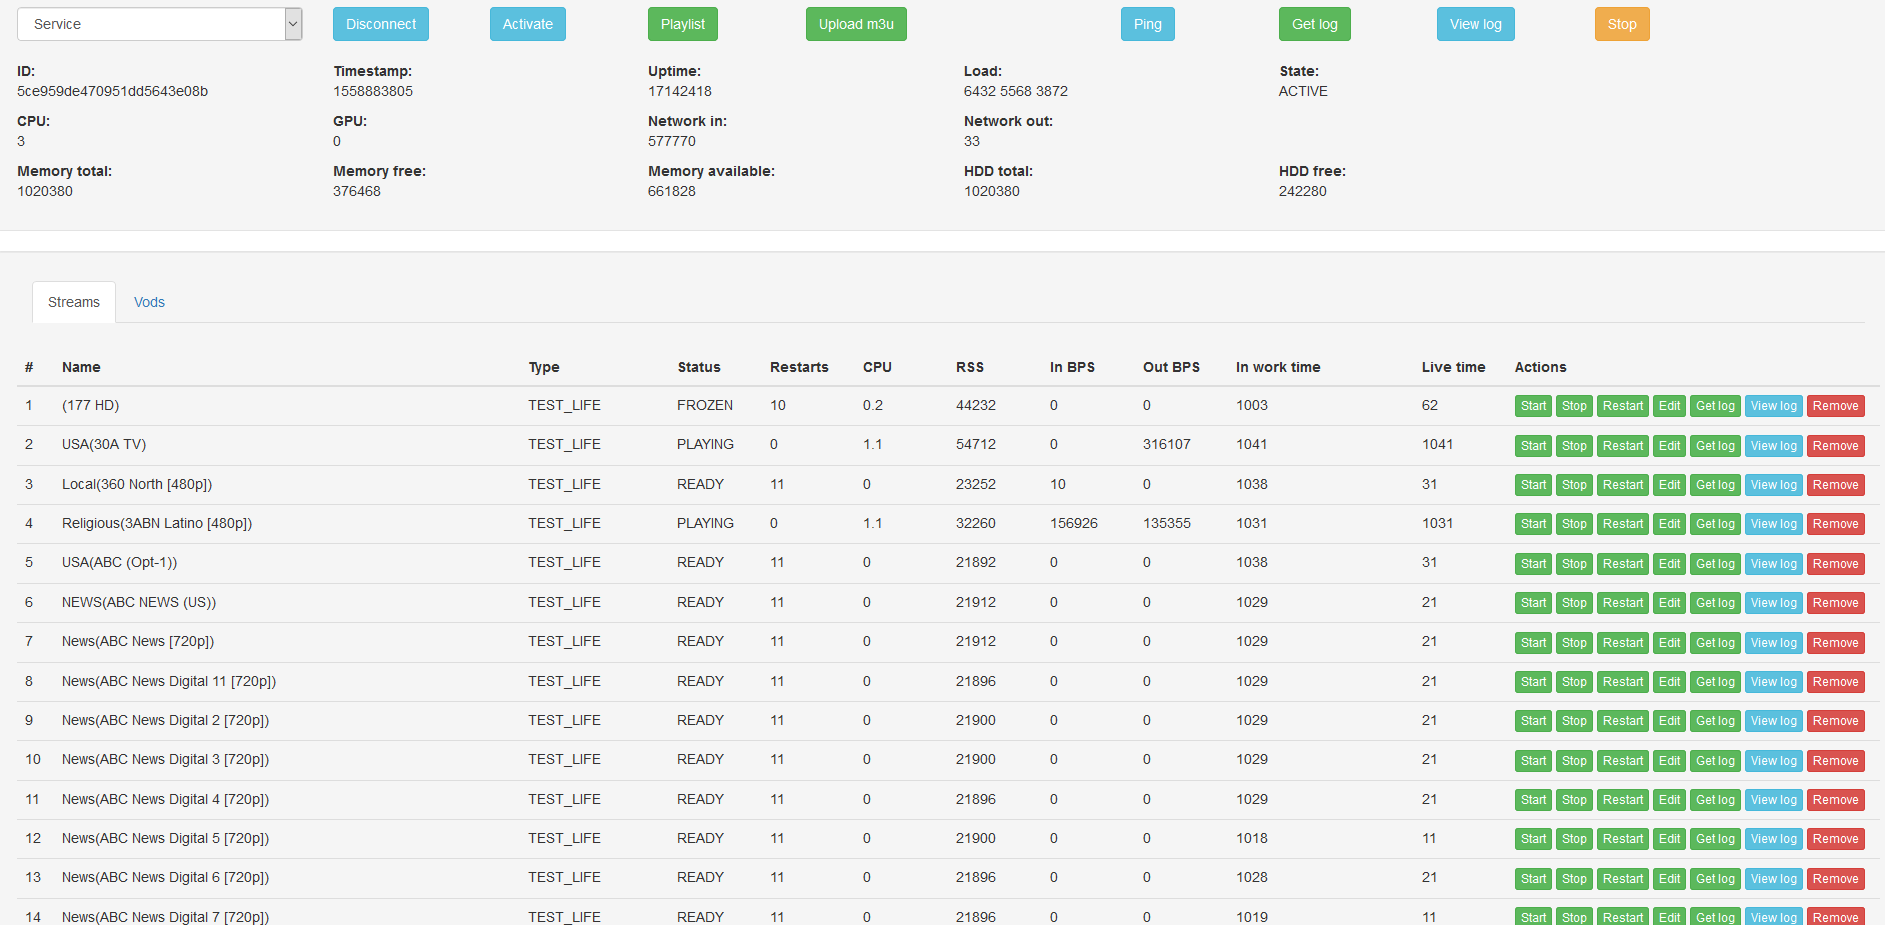 Service Disconnect Activate Playlist Upload m3u Ping Get log View log Stop
ID: Timestamp: Uptime: Load: State:
5ce959de470951dd5643e08b 1558883805 17142418 6432 5568 3872 ACTIVE
CPU: GPU: Network in: Network out:
3 0 577770 33
Memory total: Memory free: Memory available: HDD total: HDD free:
1020380 376468 661828 1020380 242280
Streams Vods
# Name Type Status Restarts CPU RSS In BPS Out BPS In work time Live time Actions
1 (177 HD) TEST_LIFE FROZEN 10 0.2 44232 0 0 1003 62 Start Stop Restart Edit Get log View log Remove
2 USA(30A TV) TEST_LIFE PLAYING 0 1.1 54712 0 316107 1041 1041 Start Stop Restart Edit Get log View log Remove
3 Local(360 North [480p]) TEST_LIFE READY 11 0 23252 10 0 1038 31 Start Stop Restart Edit Get log View log Remove
4 Religious(3ABN Latino [480p]) TEST_LIFE PLAYING 0 1.1 32260 156926 135355 1031 1031 Start Stop Restart Edit Get log View log Remove
5 USA(ABC (Opt-1)) TEST_LIFE READY 11 0 21892 0 0 1038 31 Start Stop Restart Edit Get log View log Remove
6 NEWS(ABC NEWS (US)) TEST_LIFE READY 11 0 21912 0 0 1029 21 Start Stop Restart Edit Get log View log Remove
7 News(ABC News [720p]) TEST_LIFE READY 11 0 21912 0 0 1029 21 Start Stop Restart Edit Get log View log Remove
8 News(ABC News Digital 11 [720p]) TEST_LIFE READY 11 0 21896 0 0 1029 21 Start Stop Restart Edit Get log View log Remove
9 News(ABC News Digital 2 [720p]) TEST_LIFE READY 11 0 21900 0 0 1029 21 Start Stop Restart Edit Get log View log Remove
10 News(ABC News Digital 3 [720p]) TEST_LIFE READY 11 0 21900 0 0 1029 21 Start Stop Restart Edit Get log View log Remove
11 News(ABC News Digital 4 [720p]) TEST_LIFE READY 11 0 21896 0 0 1029 21 Start Stop Restart Edit Get log View log Remove
12 News(ABC News Digital 5 [720p]) TEST_LIFE READY 11 0 21900 0 0 1018 11 Start Stop Restart Edit Get log View log Remove
13 News(ABC News Digital 6 [720p]) TEST_LIFE READY 11 0 21896 0 0 1028 21 Start Stop Restart Edit Get log View log Remove
14 News(ABC News Digital 7 [720p]) TEST_LIFE READY 11 0 21896 0 0 1019 11 Start Stop Restart Edit Get log View log Remove